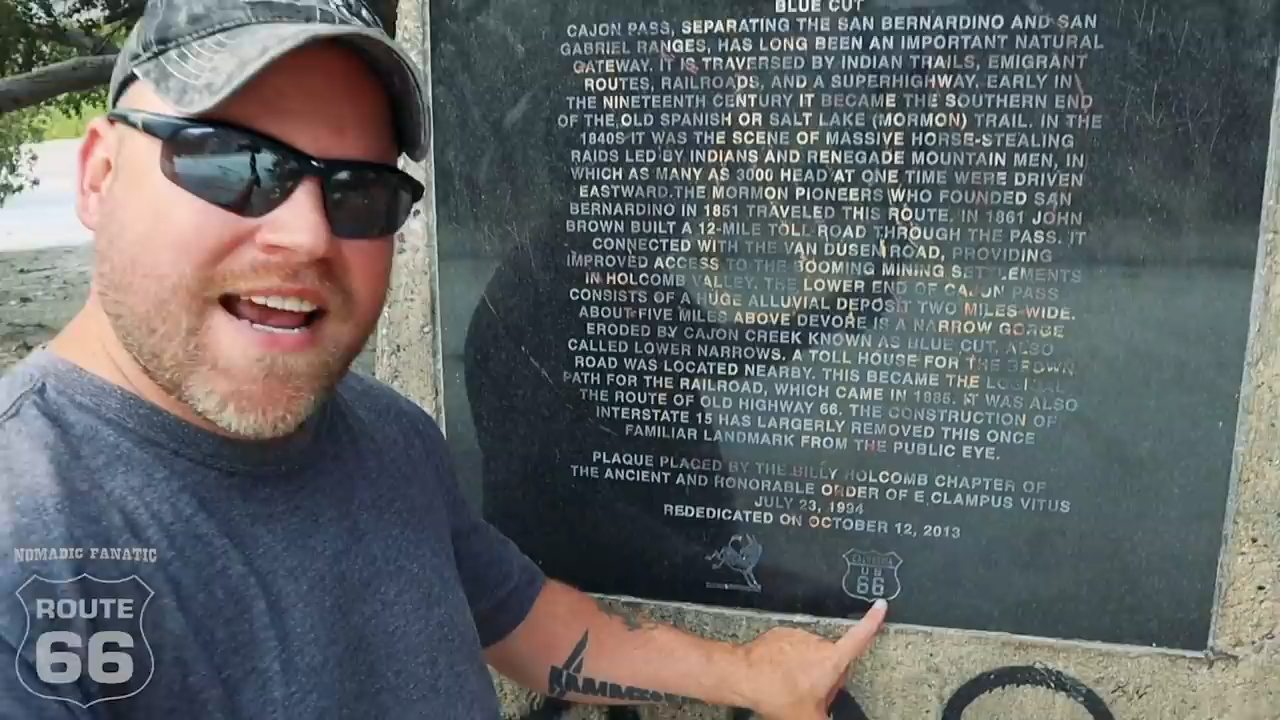 BLUE CUT
CAJON PASS, SEPARATING THE SAN BERNARDINO AND SAN
GABRIEL RANGES, HAS LONG BEEN AN IMPORTANT NATURAL
GATEWAY. IT IS TRAVERSED BY INDIAN TRAILS, EMIGRANT
ROUTES, RAILROADS, AND A SUPERHIGHWAY. EARLY IN
THE NINETEENTH CENTURY IT BECAME THE SOUTHERN END
OF THE OLD SPANISH OR SALT LAKE (MORMON) TRAIL. IN THE
1840S IT WAS THE SCENE OF MASSIVE HORSE-STEALING
RAIDS LED BY INDIANS AND RENEGADE MOUNTAIN MEN, IN
WHICH AS MANY AS 3000 HEAD AT ONE TIME WERE DRIVEN
EASTWARD. THE MORMON PIONEERS WHO FOUNDED SAN
BERNARDINO IN 1851 TRAVELED THIS ROUTE. IN 1861 JOHN
BROWN BUILT A 12-MILE TOLL ROAD THROUGH THE PASS. IT
CONNECTED WITH THE VAN DUSEN ROAD, PROVIDING
IMPROVED ACCESS TO THE BOOMING MINING SETTLEMENTS
IN HOLCOMB VALLEY. THE LOWER END OF CAJON PASS
CONSISTS OF A HUGE ALLUVIAL DEPOSIT TWO MILES WIDE.
ABOUT FIVE MILES ABOVE DEVORE IS A NARROW GORGE
ERODED BY CAJON CREEK KNOWN AS BLUE CUT, ALSO
CALLED LOWER NARROWS. A TOLL HOUSE FOR THE BROWN
ROAD WAS LOCATED NEARBY. THIS BECAME THE LOGICAL
PATH FOR THE RAILROAD, WHICH CAME IN 1885. IT WAS ALSO
THE ROUTE OF OLD HIGHWAY 66. THE CONSTRUCTION OF
INTERSTATE 15 HAS LARGERLY REMOVED THIS ONCE
FAMILIAR LANDMARK FROM THE PUBLIC EYE.
PLAQUE PLACED BY THE BILLY HOLCOMB CHAPTER OF
THE ANCIENT AND HONORABLE ORDER OF E CLAMPUS VITUS
JULY 23, 1994
REDEDICATED ON OCTOBER 12, 2013
CALIFORNIA
US
66
NOMADIC FANATIC
ROUTE
66